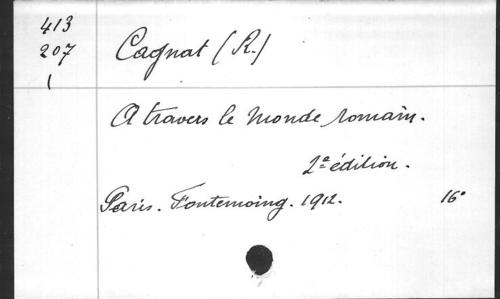 413
207
1
Cagnat (R.)
A travers le Monde romain.
2e édition.
Paris. Fontemoing. 1912. 16°